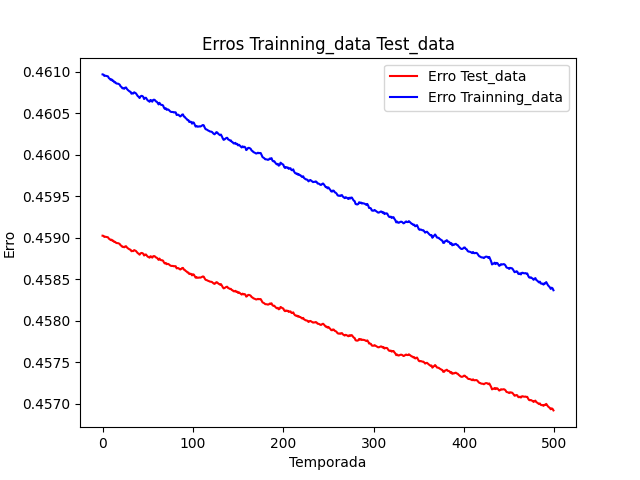 Erros Trainning_data Test_data
Erro Test_data
Erro Trainning_data
0.4610
0.4605
0.4600
0.4595
0.4590
0.4585
0.4580
0.4575
0.4570
Erro
0 100 200 300 400 500
Temporada